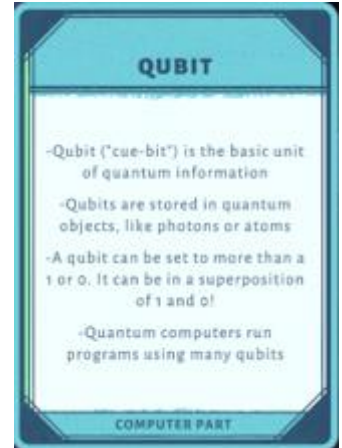 QUBIT
-Qubit ("cue-bit") is the basic unit
of quantum information
-Qubits are stored in quantum
objects, like photons or atoms
-A qubit can be set to more than a
1 or 0. It can be in a superposition
of 1 and 0!
-Quantum computers run
programs using many qubits
COMPUTER PART